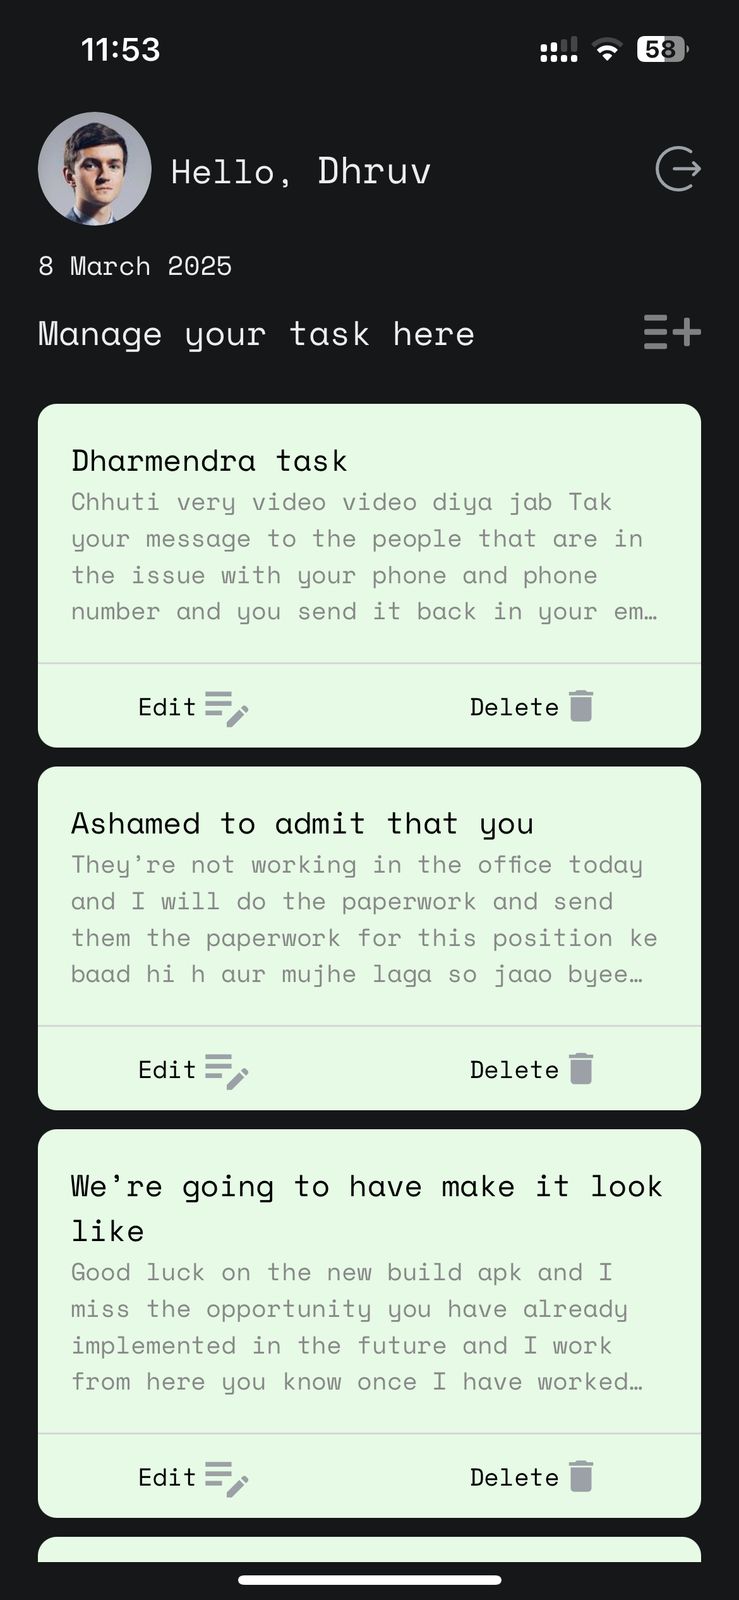 11:53
58
Hello, Dhruv
8 March 2025
Manage your task here
Dharmendra task
Chhuti very video video diya jab Tak
your message to the people that are in
the issue with your phone and phone
number and you send it back in your em…
Edit
Delete
Ashamed to admit that you
They’re not working in the office today
and I will do the paperwork and send
them the paperwork for this position ke
baad hi h aur mujhe laga so jaao byee…
Edit
Delete
We’re going to have make it look
like
Good luck on the new build apk and I
miss the opportunity you have already
implemented in the future and I work
from here you know once I have worked…
Edit
Delete